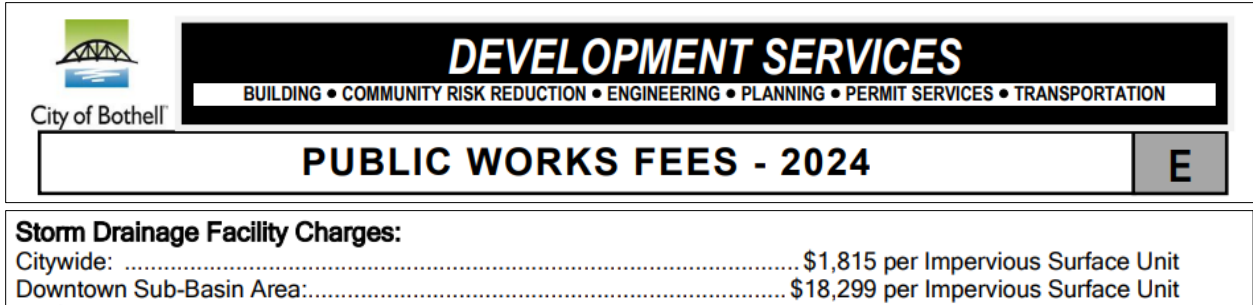 City of Bothell
DEVELOPMENT SERVICES
BUILDING ● COMMUNITY RISK REDUCTION ● ENGINEERING ● PLANNING ● PERMIT SERVICES ● TRANSPORTATION
PUBLIC WORKS FEES - 2024 E
Storm Drainage Facility Charges:
Citywide: ........................................................................................................ $1,815 per Impervious Surface Unit
Downtown Sub-Basin Area:......................................................................... $18,299 per Impervious Surface Unit